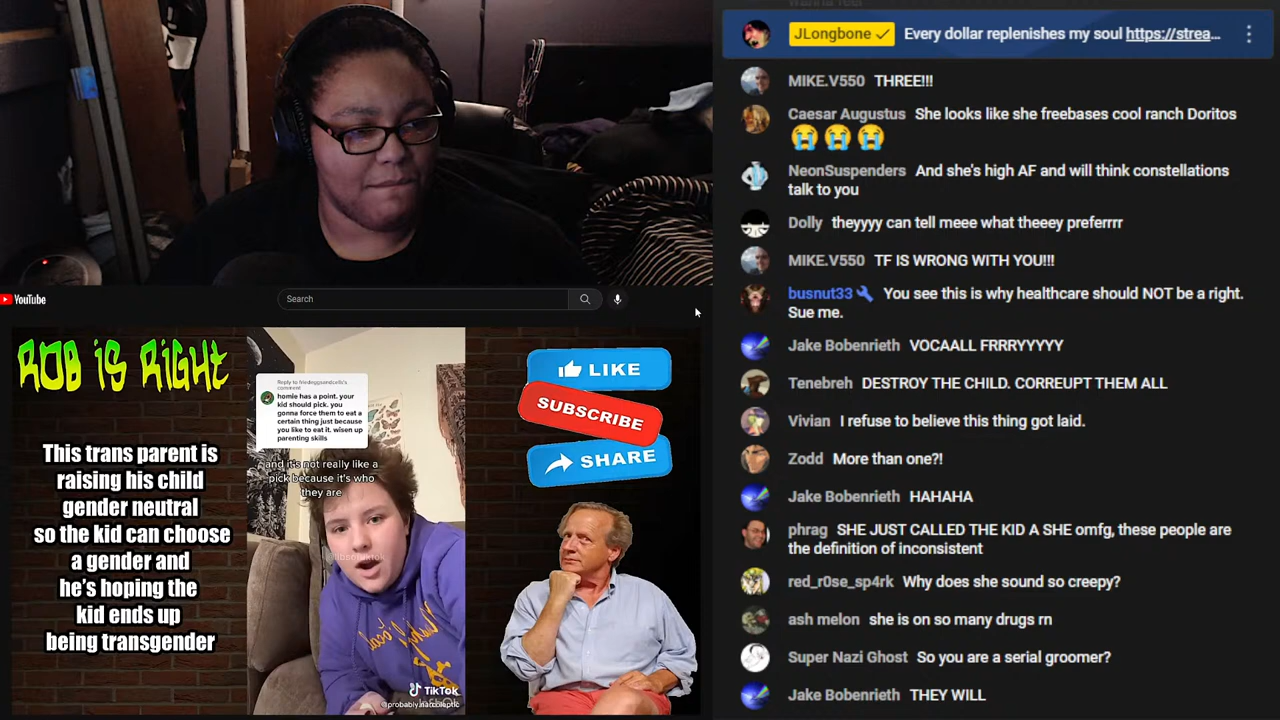 JLongbone ✓ Every dollar replenishes my soul https://strea...
MIKE.V550 THREE!!!
Caesar Augustus She looks like she freebases cool ranch Doritos
😭😭😭
NeonSuspenders And she's high AF and will think constellations
talk to you
Dolly theyyyy can tell meee what theeey preferrrr
MIKE.V550 TF IS WRONG WITH YOU!!!
busnut33 You see this is why healthcare should NOT be a right.
Sue me.
Jake Bobenrieth VOCAALL FRRRYYYYY
Tenebreh DESTROY THE CHILD. CORREUPT THEM ALL
Vivian I refuse to believe this thing got laid.
Zodd More than one?!
Jake Bobenrieth HAHAHA
phrag SHE JUST CALLED THE KID A SHE omfg, these people are
the definition of inconsistent
red_r0se_sp4rk Why does she sound so creepy?
ash melon she is on so many drugs rn
Super Nazi Ghost So you are a serial groomer?
Jake Bobenrieth THEY WILL
YouTube
Search
ROB iS RiGHT
This trans parent is
raising his child
gender neutral
so the kid can choose
a gender and
he's hoping the
kid ends up
being transgender
Reply to friedeggsandcells's
comment
homie has a point. your
kid should pick. you
gonna force them to eat a
certain thing just because
you like to eat it. wisen up
parenting skills
and it's not really like a
pick because it's who
they are
TikTok
@probably.narcoleptic
LIKE
SUBSCRIBE
SHARE